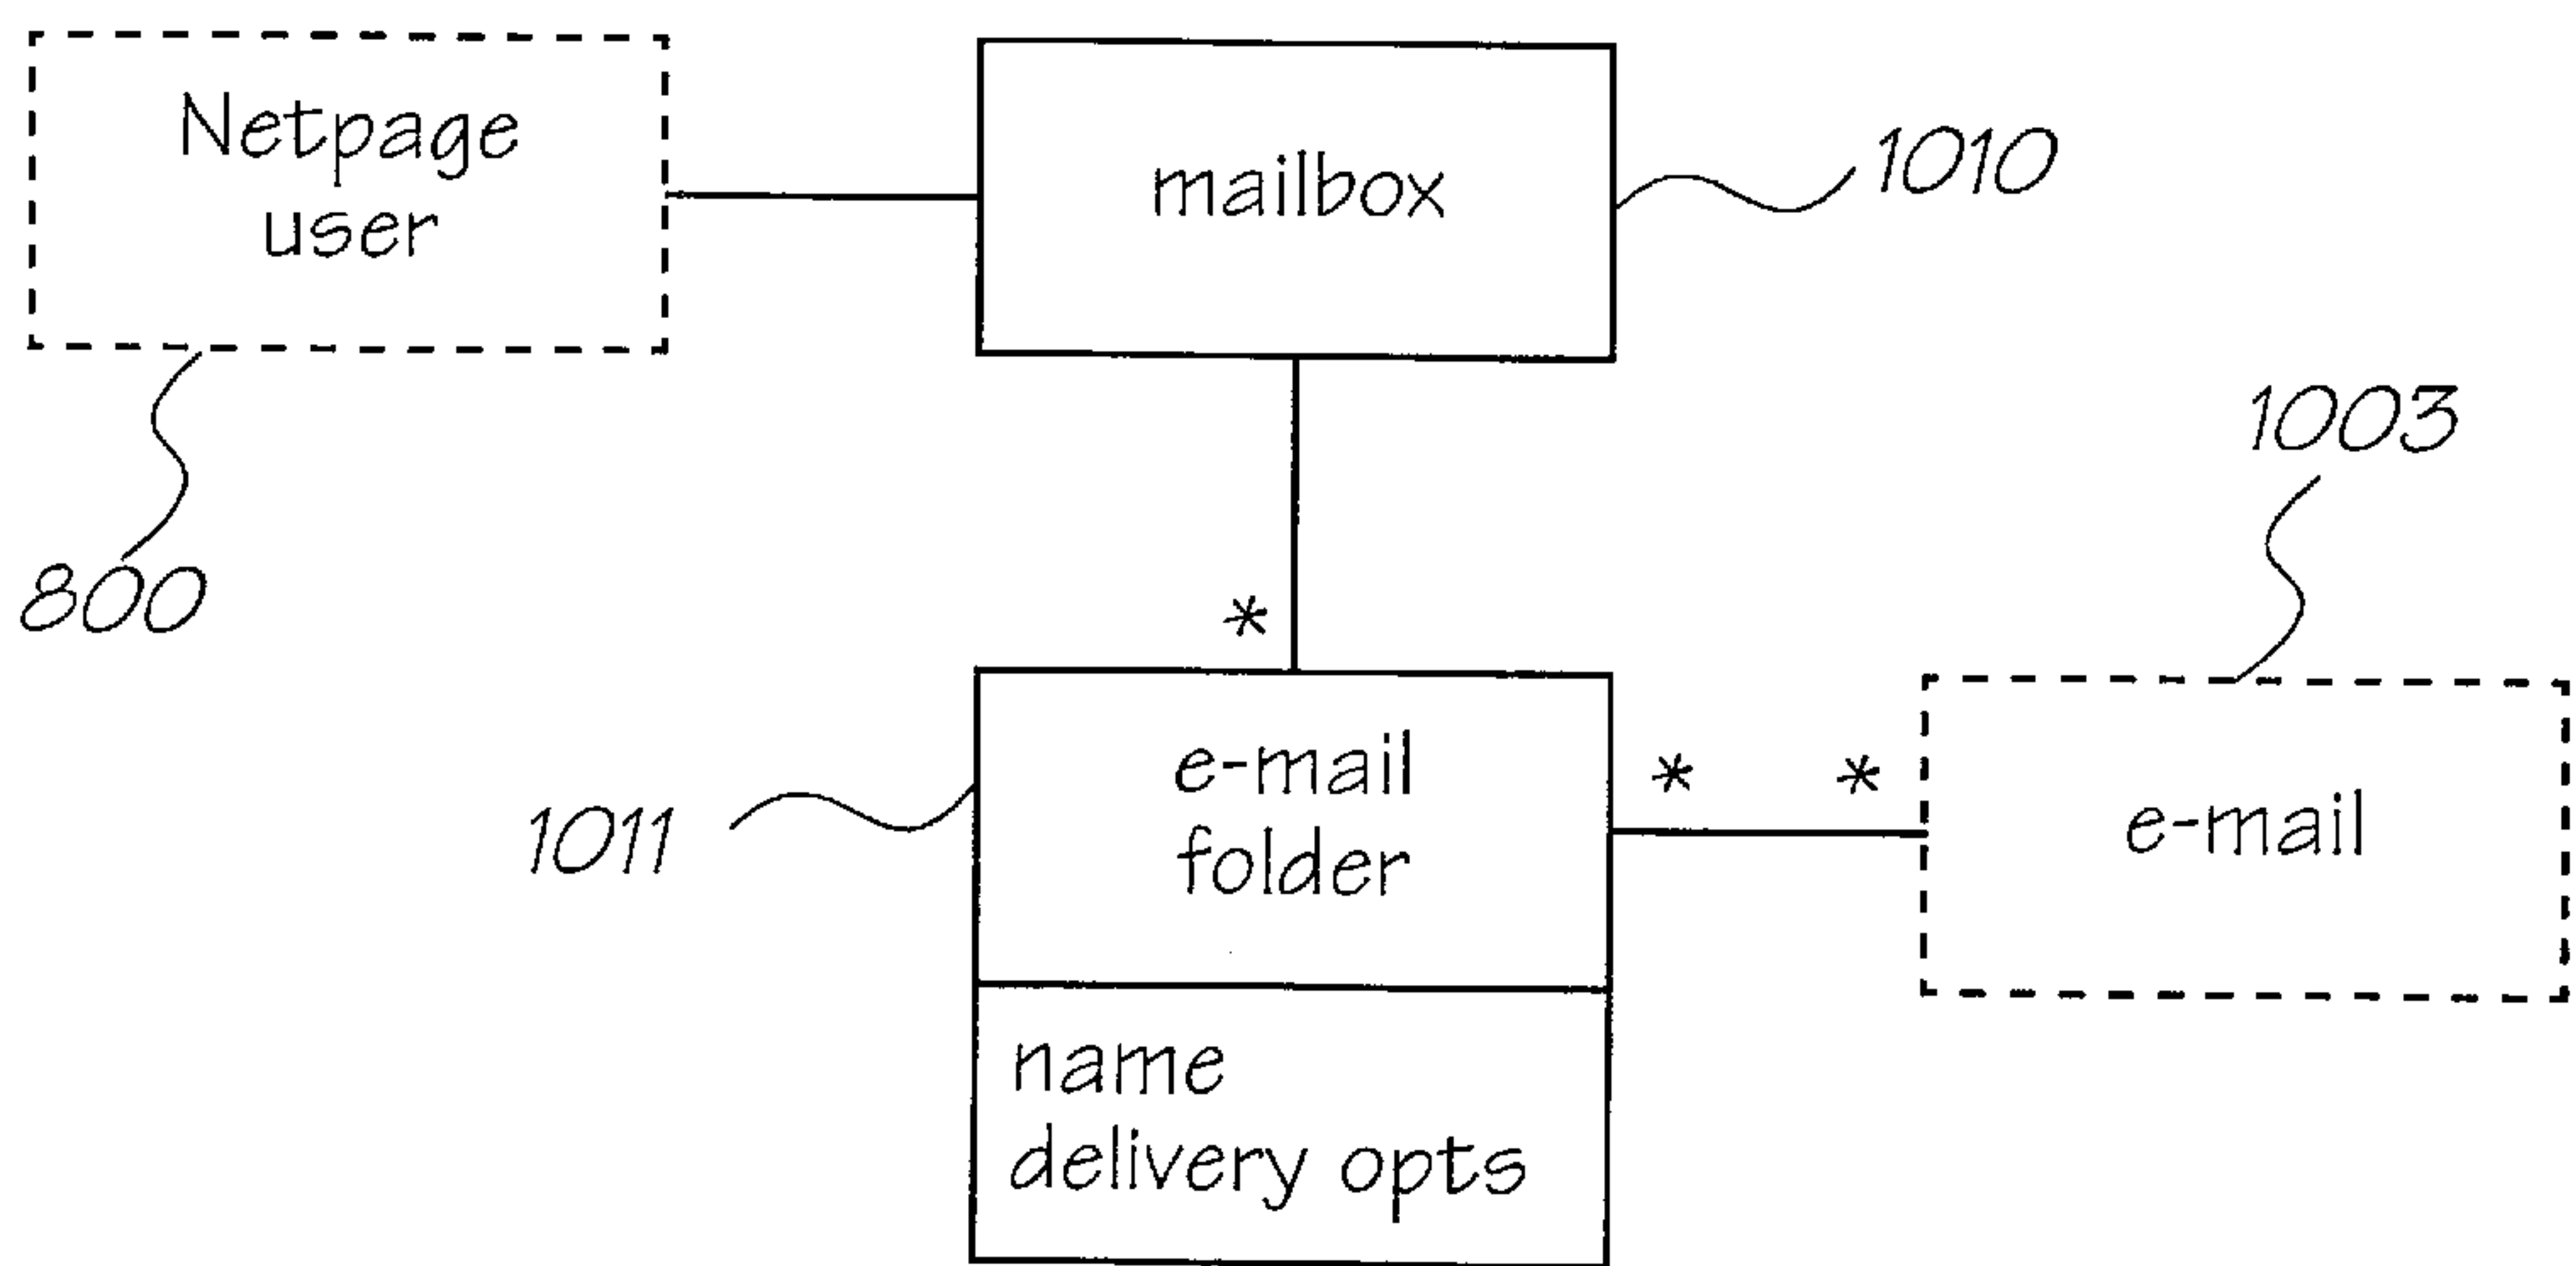 Netpage
user
mailbox
1010
800
1003
*
e-mail
folder
* *
e-mail
1011
name
delivery opts